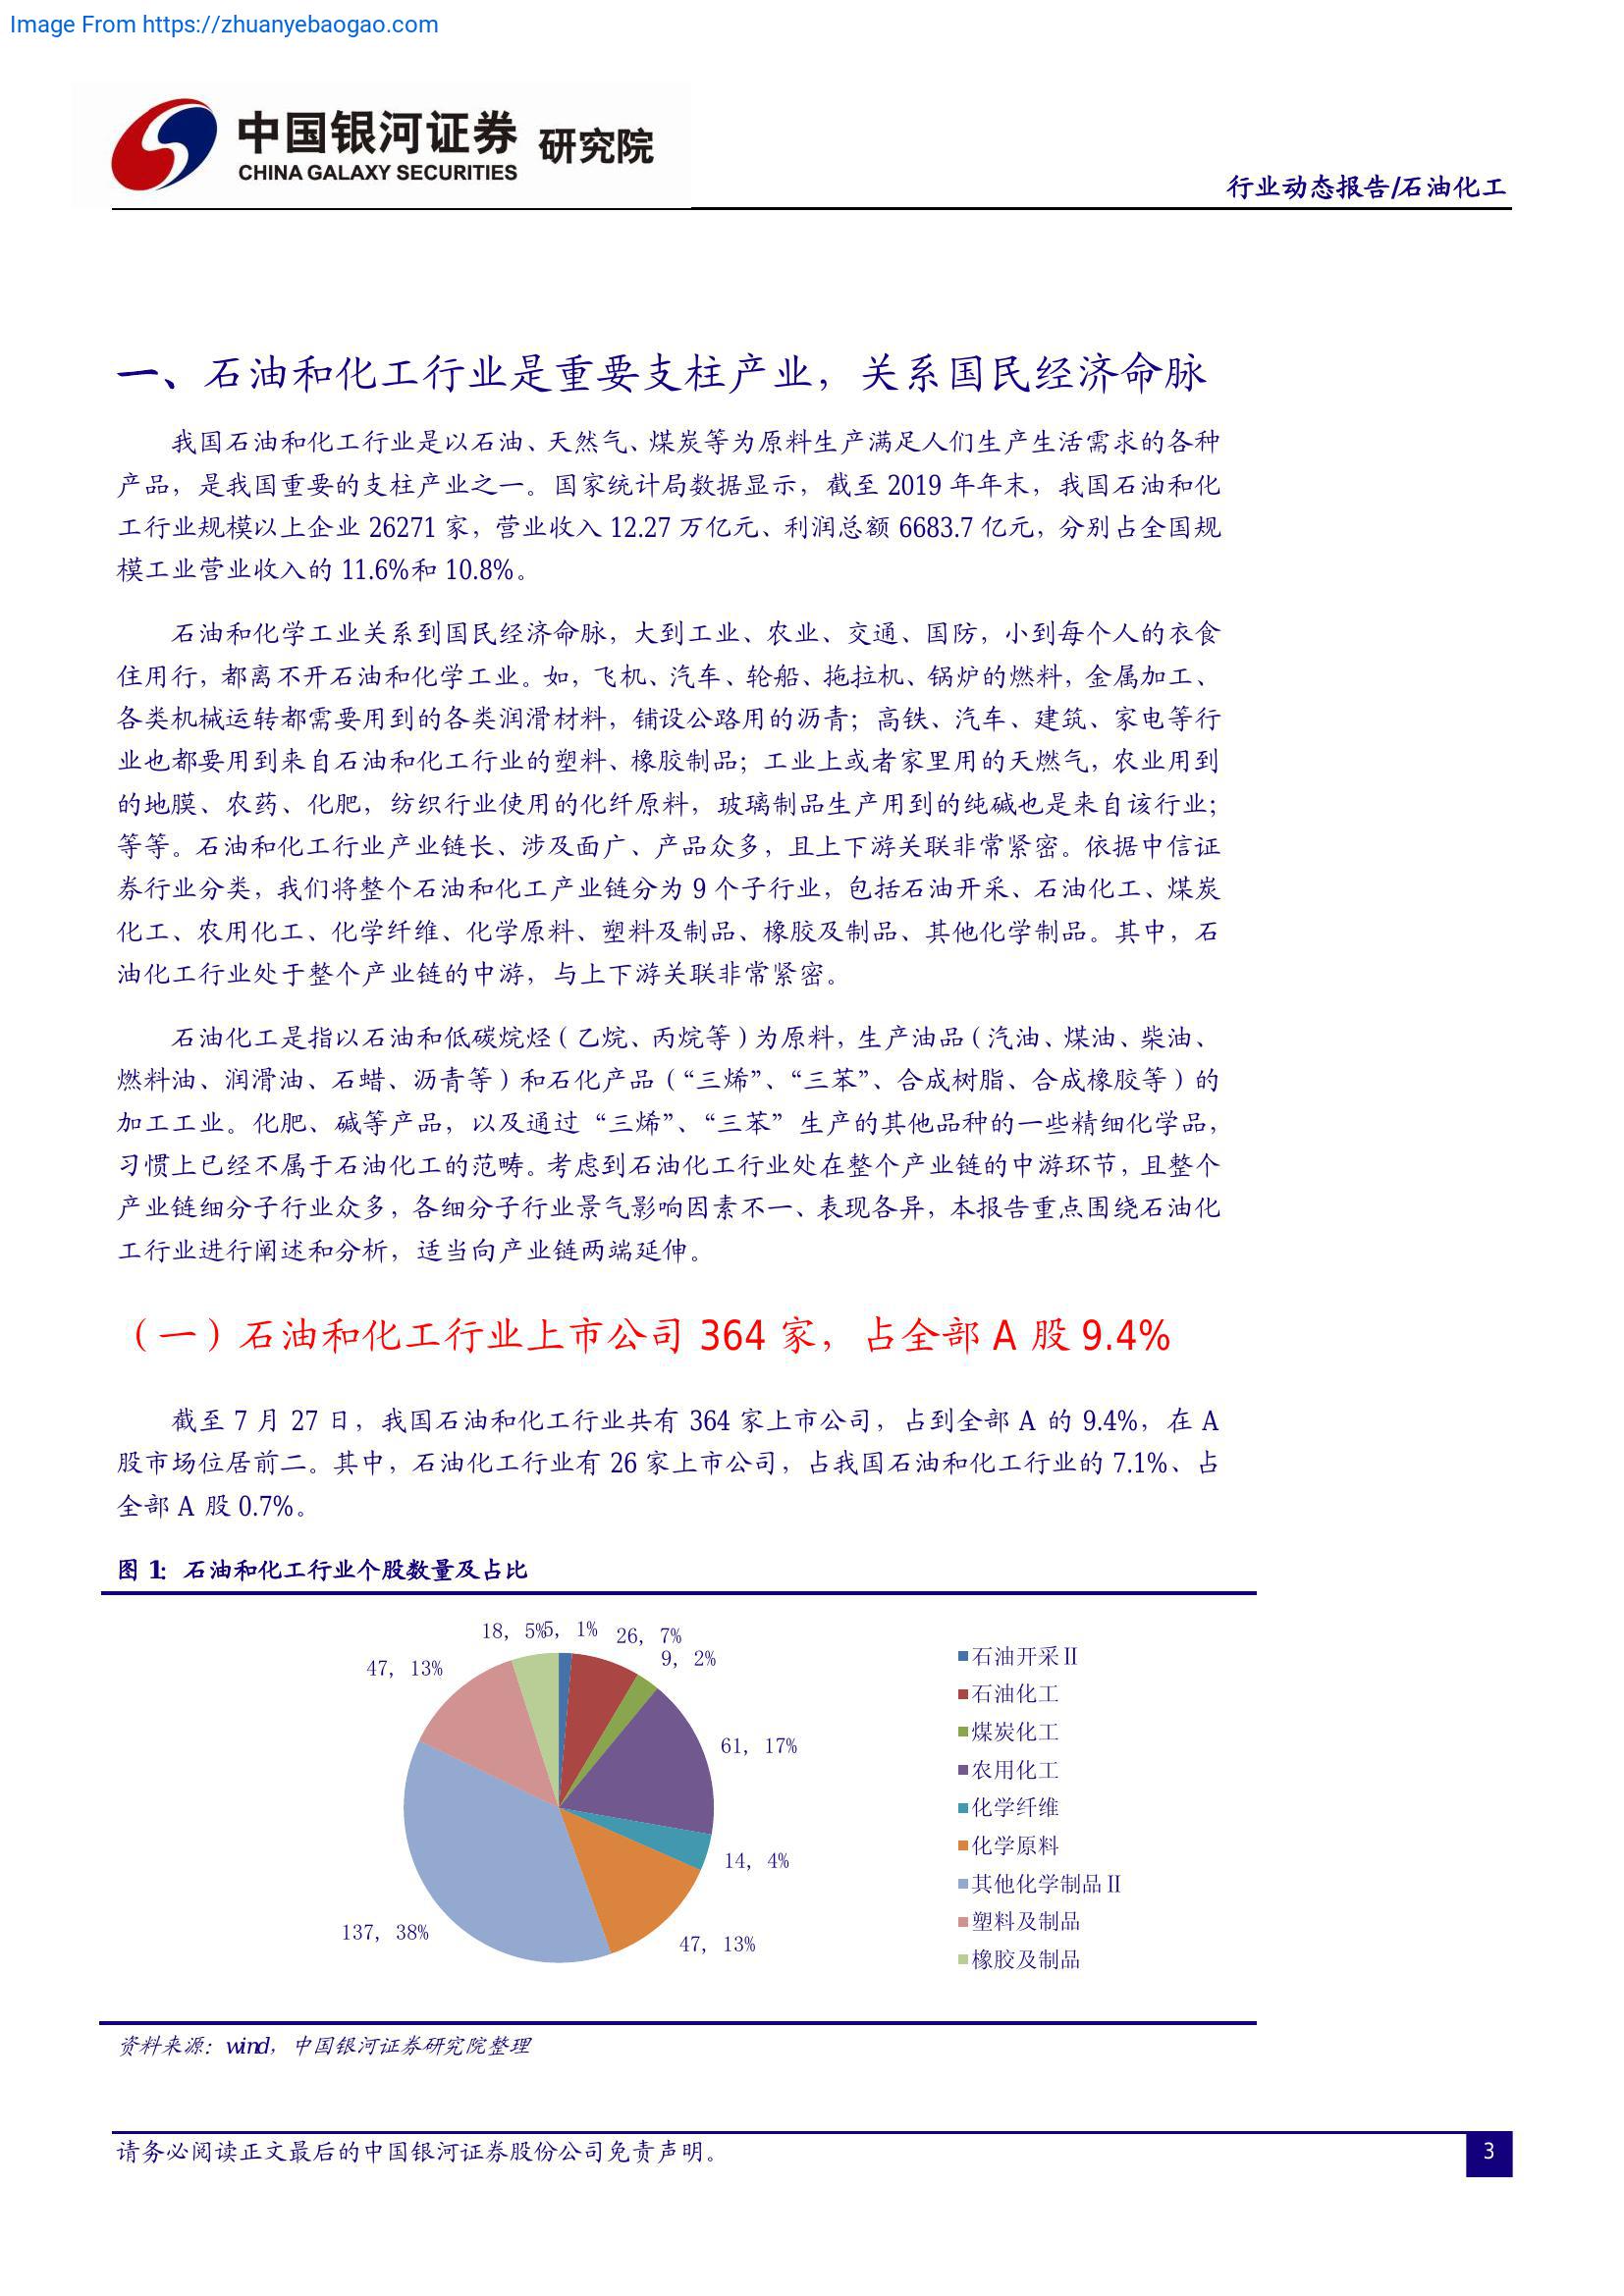 Image From https://zhuanyebaogao.com
中国银河证券 研究院
CHINA GALAXY SECURITIES
行业动态报告/石油化工
一、石油和化工行业是重要支柱产业，关系国民经济命脉
我国石油和化工行业是以石油、天然气、煤炭等为原料生产满足人们生产生活需求的各种
产品，是我国重要的支柱产业之一。国家统计局数据显示，截至 2019 年年末，我国石油和化
工行业规模以上企业 26271 家，营业收入 12.27 万亿元、利润总额 6683.7 亿元，分别占全国规
模工业营业收入的 11.6%和 10.8%。
石油和化学工业关系到国民经济命脉，大到工业、农业、交通、国防，小到每个人的衣食
住用行，都离不开石油和化学工业。如，飞机、汽车、轮船、拖拉机、锅炉的燃料，金属加工、
各类机械运转都需要用到的各类润滑材料，铺设公路用的沥青；高铁、汽车、建筑、家电等行
业也都要用到来自石油和化工行业的塑料、橡胶制品；工业上或者家里用的天燃气，农业用到
的地膜、农药、化肥，纺织行业使用的化纤原料，玻璃制品生产用到的纯碱也是来自该行业；
等等。石油和化工行业产业链长、涉及面广、产品众多，且上下游关联非常紧密。依据中信证
券行业分类，我们将整个石油和化工产业链分为 9 个子行业，包括石油开采、石油化工、煤炭
化工、农用化工、化学纤维、化学原料、塑料及制品、橡胶及制品、其他化学制品。其中，石
油化工行业处于整个产业链的中游，与上下游关联非常紧密。
石油化工是指以石油和低碳烷烃（乙烷、丙烷等）为原料，生产油品（汽油、煤油、柴油、
燃料油、润滑油、石蜡、沥青等）和石化产品（“三烯”、“三苯”、合成树脂、合成橡胶等）的
加工工业。化肥、碱等产品，以及通过“三烯”、“三苯”生产的其他品种的一些精细化学品，
习惯上已经不属于石油化工的范畴。考虑到石油化工行业处在整个产业链的中游环节，且整个
产业链细分子行业众多，各细分子行业景气影响因素不一、表现各异，本报告重点围绕石油化
工行业进行阐述和分析，适当向产业链两端延伸。
（一）石油和化工行业上市公司 364 家，占全部 A 股 9.4%
截至 7 月 27 日，我国石油和化工行业共有 364 家上市公司，占到全部 A 的 9.4%，在 A
股市场位居前二。其中，石油化工行业有 26 家上市公司，占我国石油和化工行业的 7.1%、占
全部 A 股 0.7%。
图 1：石油和化工行业个股数量及占比
18, 5%
5, 1%
26, 7%
9, 2%
47, 13%
61, 17%
14, 4%
137, 38%
47, 13%
石油开采Ⅱ
石油化工
煤炭化工
农用化工
化学纤维
化学原料
其他化学制品Ⅱ
塑料及制品
橡胶及制品
资料来源：wind，中国银河证券研究院整理
请务必阅读正文最后的中国银河证券股份公司免责声明。
3